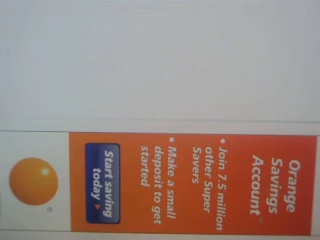 Orange
Savings
Account
• Join 7.5 million
other Super
Savers
• Make a small
deposit to get
started
Start saving
today